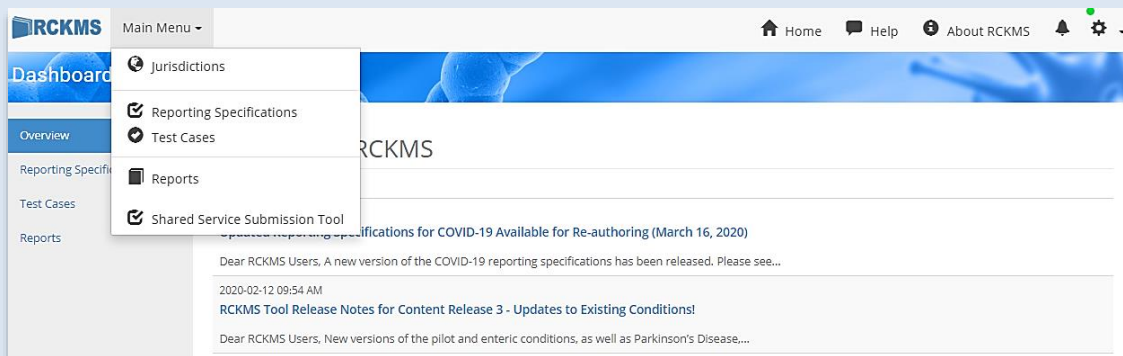 RCKMS
Main Menu
Home
Help
About RCKMS
Dashboard
Jurisdictions
Reporting Specifications
Test Cases
Reports
Shared Service Submission Tool
Overview
Reporting
Test Cases
Reports
RCKMS
Updated Reporting Specifications for COVID-19 Available for Re-authoring (March 16, 2020)
Dear RCKMS Users, A new version of the COVID-19 reporting specifications has been released. Please see...
2020-02-12 09:54 AM
RCKMS Tool Release Notes for Content Release 3 - Updates to Existing Conditions!
Dear RCKMS Users, New versions of the pilot and enteric conditions, as well as Parkinson's Disease,...